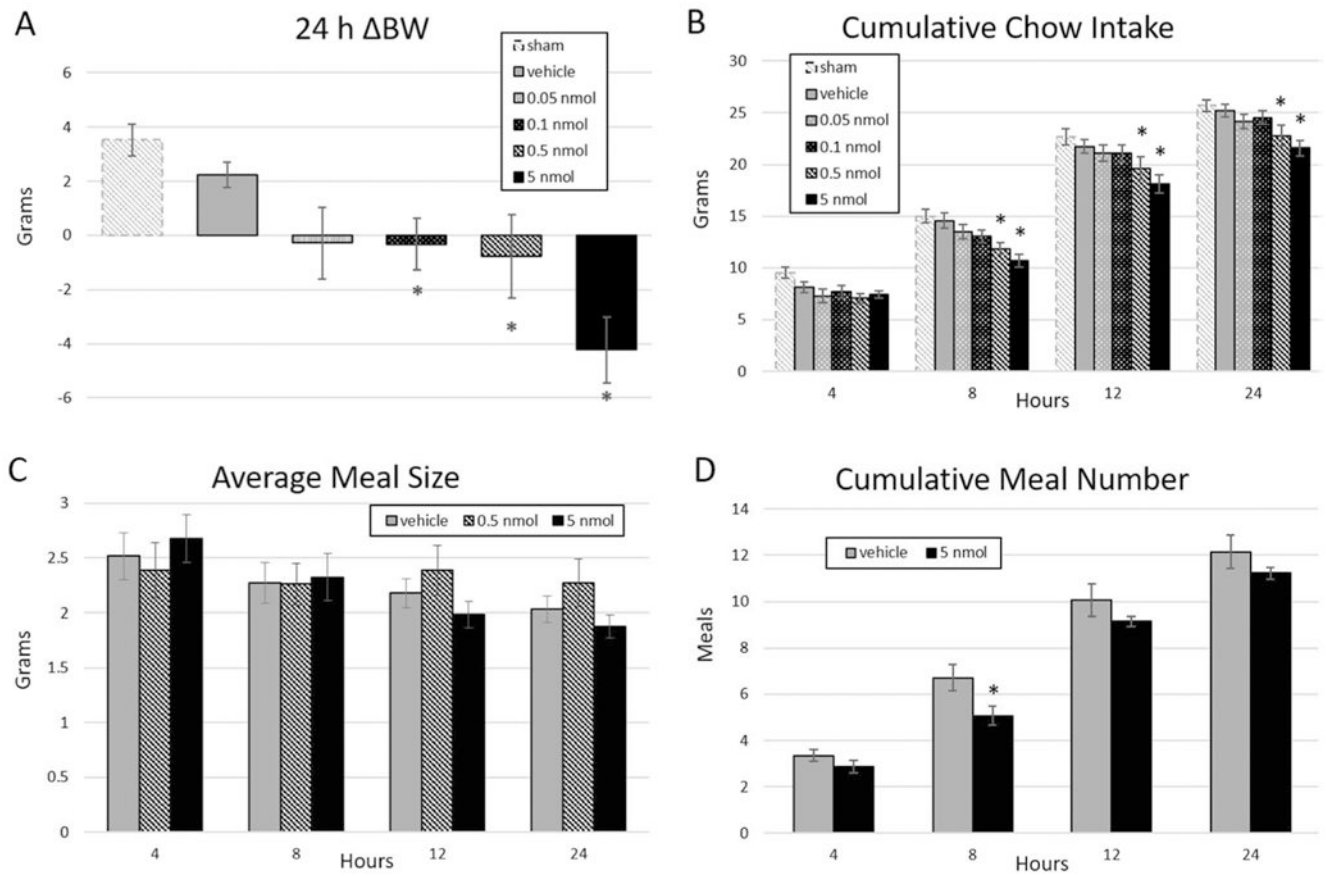 A
24 h ΔBW
Grams
6
4
2
0
-2
-4
-6
sham
vehicle
0.05 nmol
0.1 nmol
0.5 nmol
5 nmol
*
*
*
B
Cumulative Chow Intake
Grams
30
25
20
15
10
5
0
sham
vehicle
0.05 nmol
0.1 nmol
0.5 nmol
5 nmol
* *
* *
* *
4 8 12 24
Hours
C
Average Meal Size
Grams
3
2.5
2
1.5
1
0.5
0
vehicle 0.5 nmol 5 nmol
4 8 12 24
Hours
D
Cumulative Meal Number
Meals
14
12
10
8
6
4
2
0
vehicle 5 nmol
*
4 8 12 24
Hours